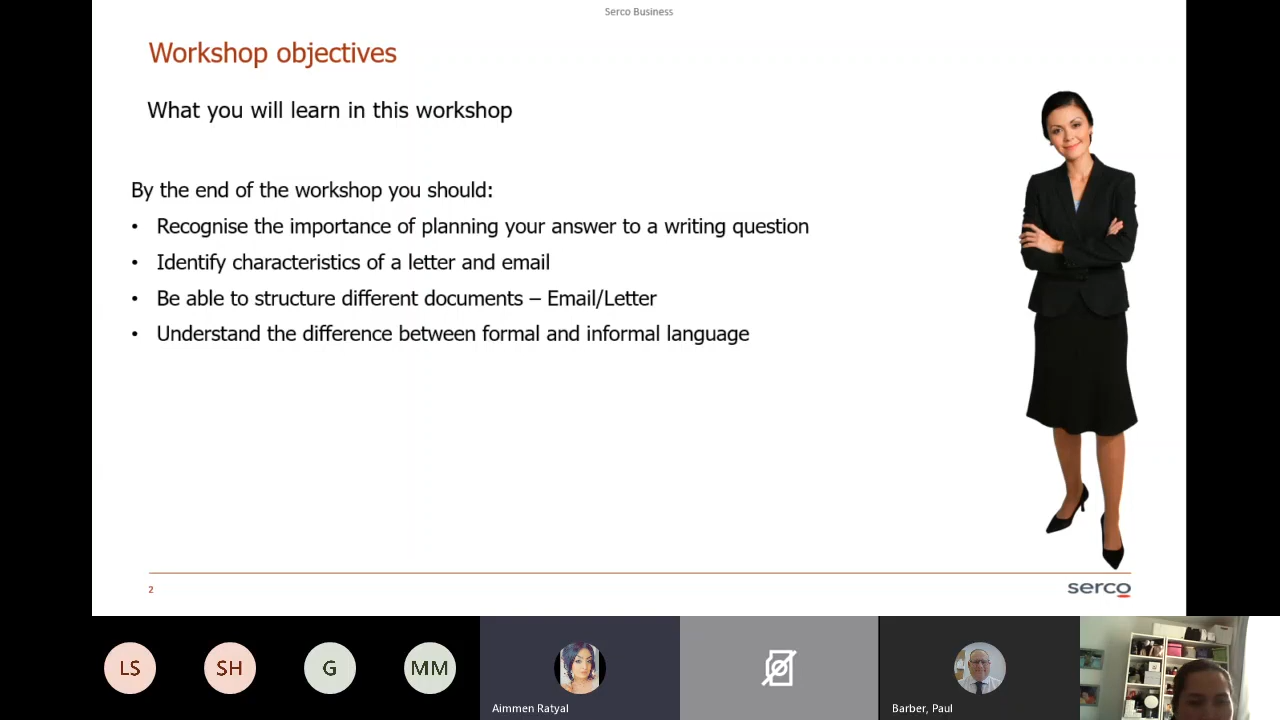 Serco Business
Workshop objectives
What you will learn in this workshop
By the end of the workshop you should:
• Recognise the importance of planning your answer to a writing question
• Identify characteristics of a letter and email
• Be able to structure different documents – Email/Letter
• Understand the difference between formal and informal language
2
serco
LS SH G MM
Aimmen Ratyal
Barber, Paul